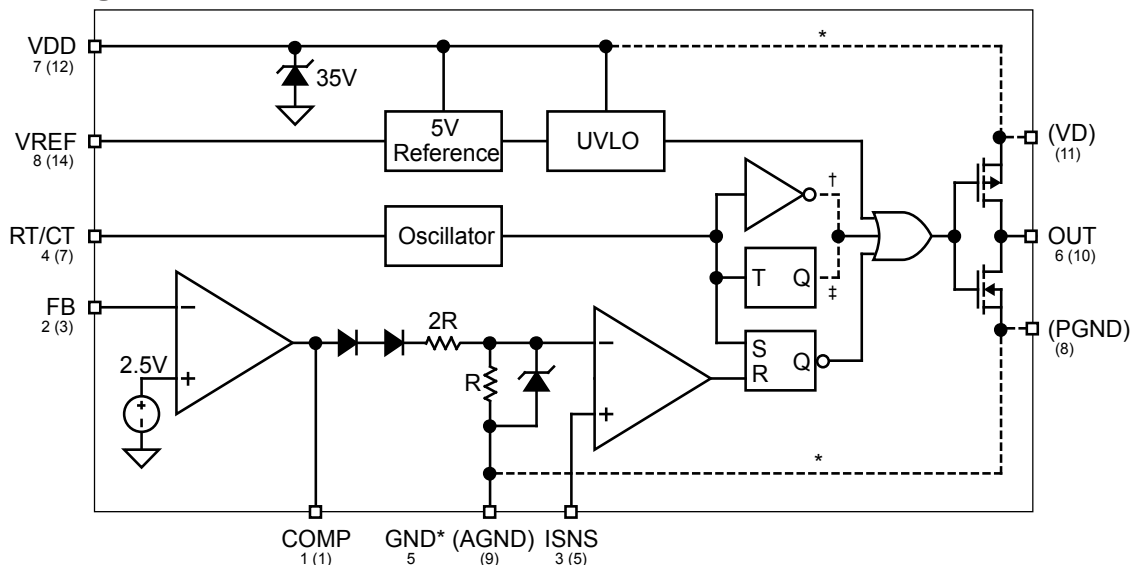 VDD
7 (12)
*
35V
VREF
8 (14)
5V
Reference
UVLO
(VD)
(11)
†
RT/CT
4 (7)
Oscillator
OUT
6 (10)
T Q
‡
FB
2 (3)
−
2R
−
S
R
Q
(PGND)
(8)
2.5V
+
R
+
-
+
*
COMP
1 (1)
GND*
5
(AGND)
(9)
ISNS
3 (5)